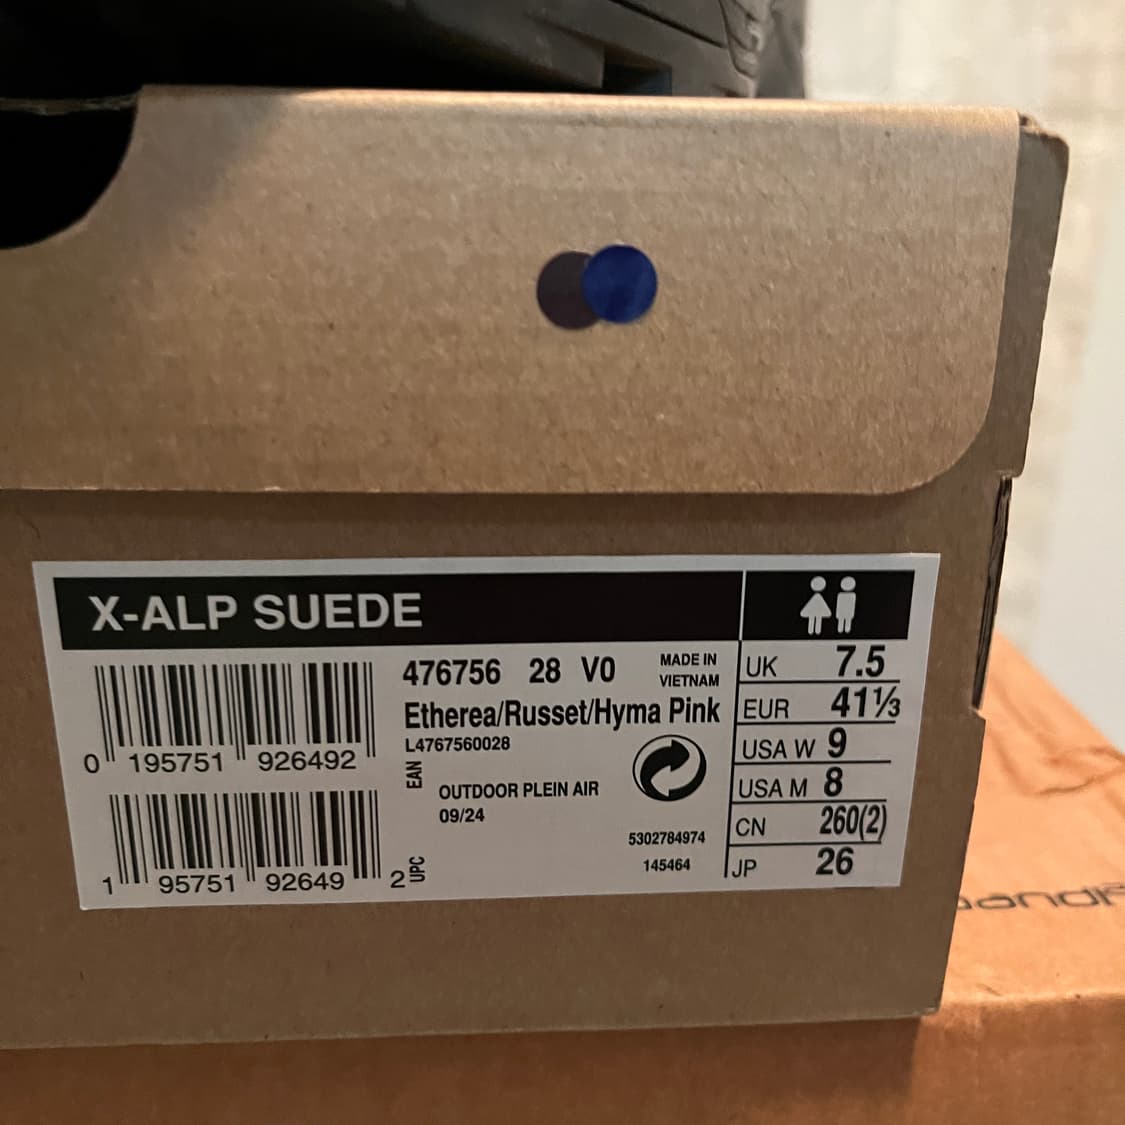 X-ALP SUEDE
476756 28 V0
MADE IN
VIETNAM
Etherea/Russet/Hyma Pink
L4767560028
EAN
0 195751 926492
OUTDOOR PLEIN AIR
09/24
5302784974
145464
UPC
1 95751 92649 2
UK 7.5
EUR 41⅓
USA W 9
USA M 8
CN 260(2)
JP 26